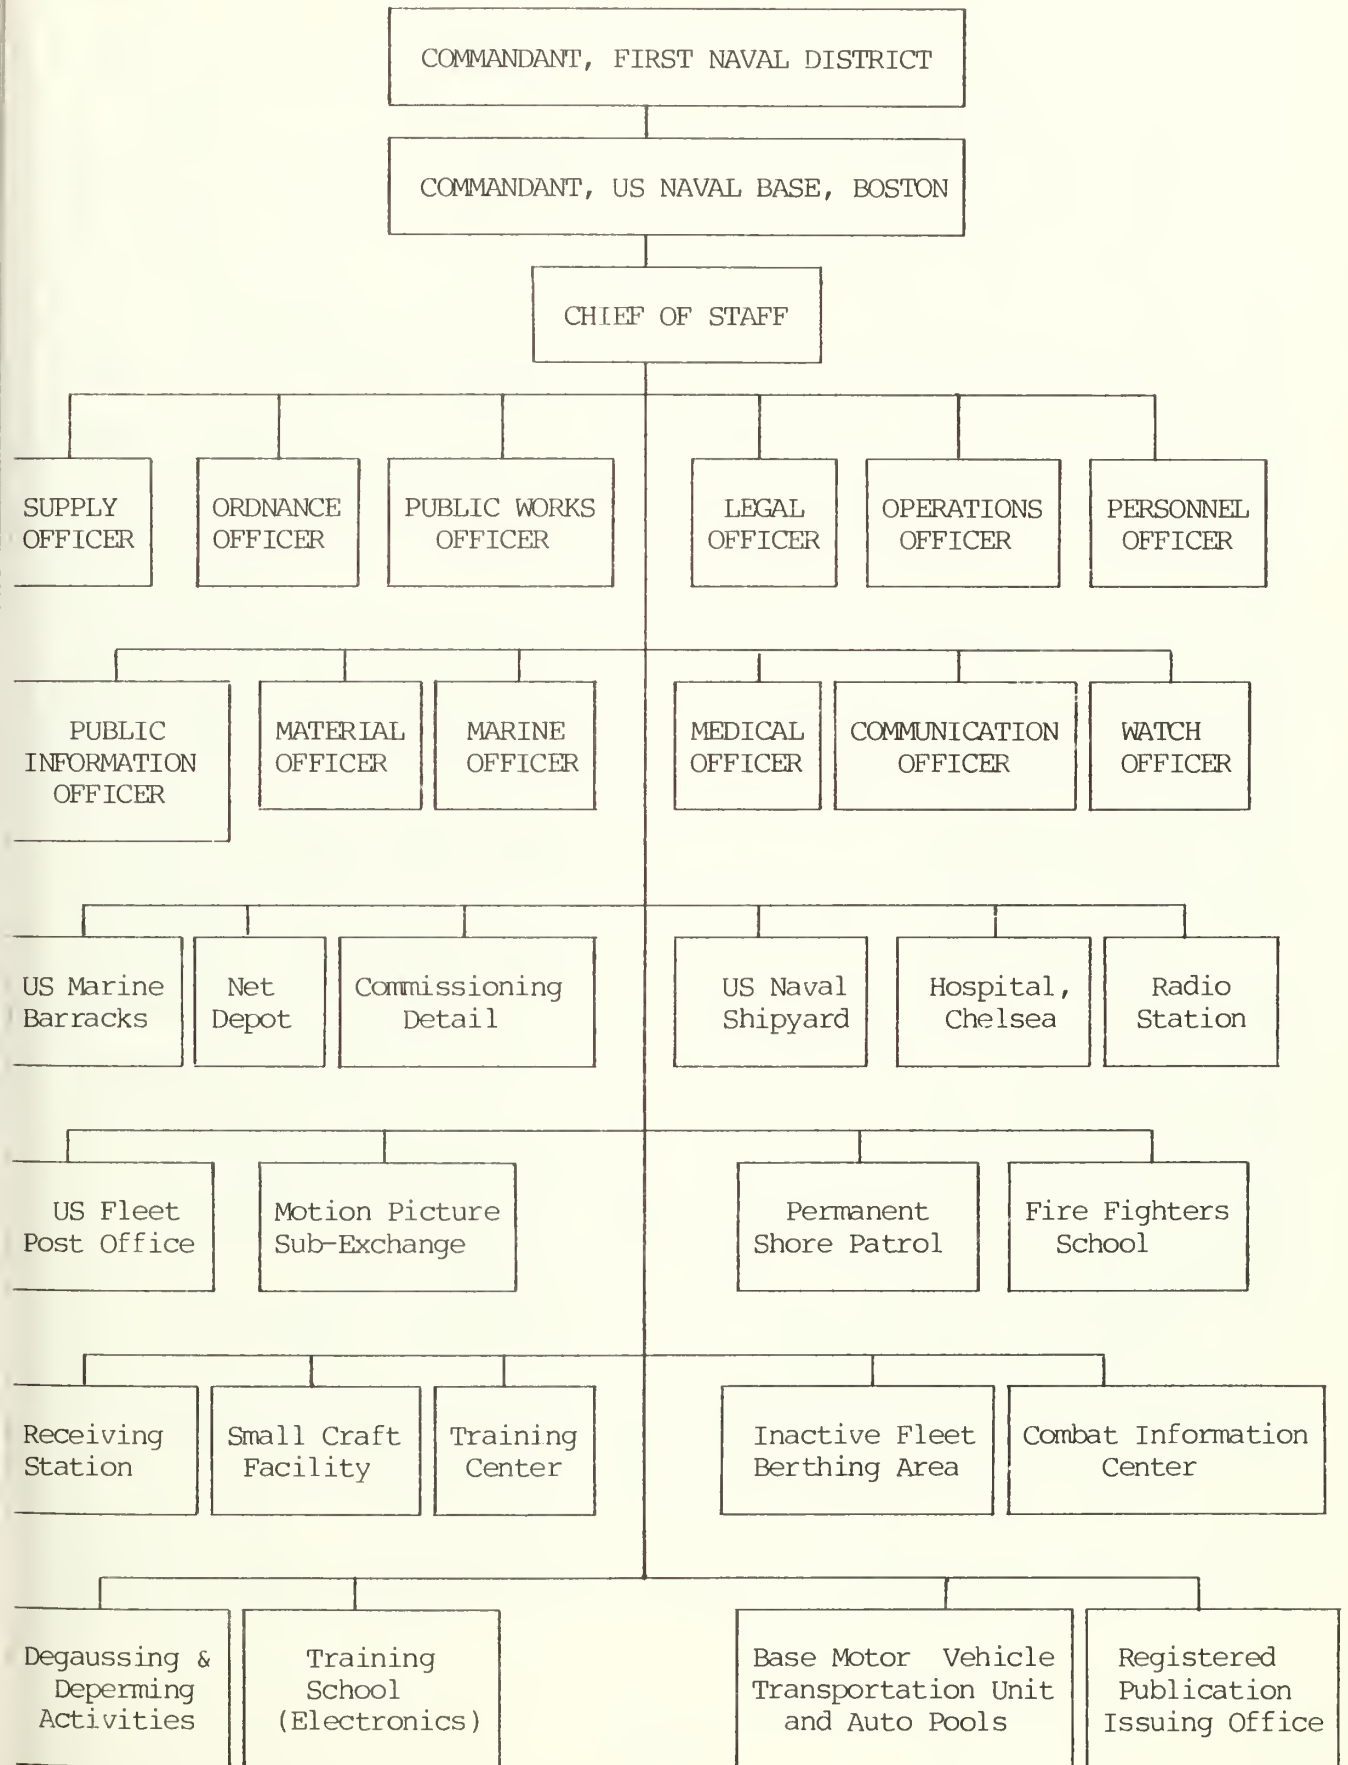 COMMANDANT, FIRST NAVAL DISTRICT
COMMANDANT, US NAVAL BASE, BOSTON
CHIEF OF STAFF
SUPPLY
OFFICER
ORDNANCE
OFFICER
PUBLIC WORKS
OFFICER
LEGAL
OFFICER
OPERATIONS
OFFICER
PERSONNEL
OFFICER
PUBLIC
INFORMATION
OFFICER
MATERIAL
OFFICER
MARINE
OFFICER
MEDICAL
OFFICER
COMMUNICATION
OFFICER
WATCH
OFFICER
US Marine
Barracks
Net
Depot
Commissioning
Detail
US Naval
Shipyard
Hospital,
Chelsea
Radio
Station
US Fleet
Post Office
Motion Picture
Sub-Exchange
Permanent
Shore Patrol
Fire Fighters
School
Receiving
Station
Small Craft
Facility
Training
Center
Inactive Fleet
Berthing Area
Combat Information
Center
Degaussing &
Deperming
Activities
Training
School
(Electronics)
Base Motor Vehicle
Transportation Unit
and Auto Pools
Registered
Publication
Issuing Office